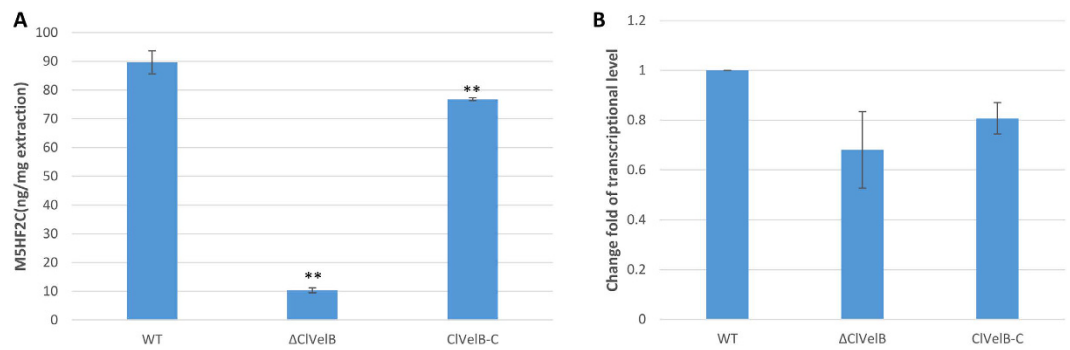 A
M5HF2C(ng/mg extraction)
100
90
80
70
60
50
40
30
20
10
0
**
**
WT
ΔClVelB
ClVelB-C
B
Change fold of transcriptional level
1.2
1
0.8
0.6
0.4
0.2
0
WT
ΔClVelB
ClVelB-C